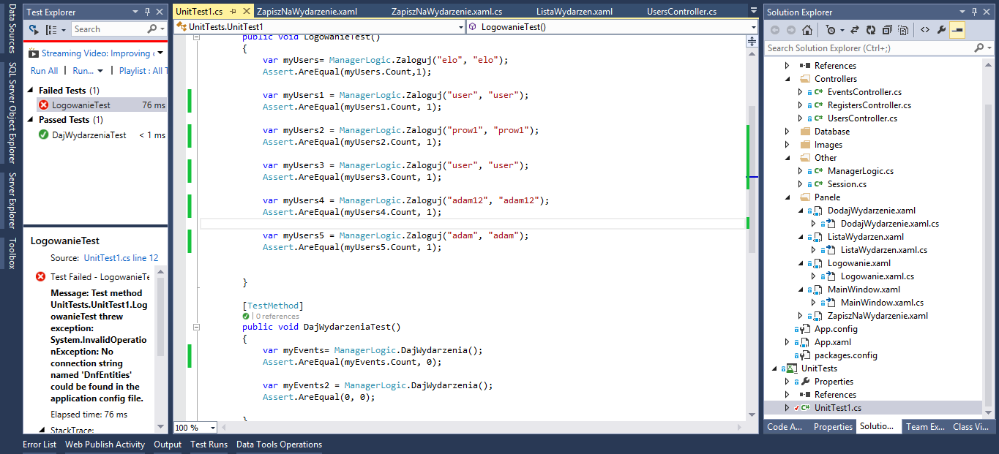 Data Sources
SQL Server Object Explorer
Server Explorer
Toolbox
Test Explorer
Search
Streaming Video: Improving
Run All | Run... | Playlist : All T
Failed Tests (1)
LogowanieTest 76 ms
Passed Tests (1)
DajWydarzeniaTest < 1 ms
LogowanieTest
Source: UnitTest1.cs line 12
Test Failed - LogowanieTe
Message: Test method
UnitTests.UnitTest1.Log
owanieTest threw
exception:
System.InvalidOperatio
nException: No
connection string
named 'DnfEntities'
could be found in the
application config file.
Elapsed time: 76 ms
StackTrace:
UnitTest1.cs ZapiszNaWydarzenie.xaml ZapiszNaWydarzenie.xaml.cs ListaWydarzen.xaml UsersController.cs
UnitTests.UnitTest1 LogowanieTest()
public void LogowanieTest()
{
var myUsers= ManagerLogic.Zaloguj("elo", "elo");
Assert.AreEqual(myUsers.Count,1);
var myUsers1 = ManagerLogic.Zaloguj("user", "user");
Assert.AreEqual(myUsers1.Count, 1);
var myUsers2 = ManagerLogic.Zaloguj("prow1", "prow1");
Assert.AreEqual(myUsers2.Count, 1);
var myUsers3 = ManagerLogic.Zaloguj("user", "user");
Assert.AreEqual(myUsers3.Count, 1);
var myUsers4 = ManagerLogic.Zaloguj("adam12", "adam12");
Assert.AreEqual(myUsers4.Count, 1);
var myUsers5 = ManagerLogic.Zaloguj("adam", "adam");
Assert.AreEqual(myUsers5.Count, 1);
}
[TestMethod]
| 0 references
public void DajWydarzeniaTest()
{
var myEvents= ManagerLogic.DajWydarzenia();
Assert.AreEqual(myEvents.Count, 0);
var myEvents2 = ManagerLogic.DajWydarzenia();
Assert.AreEqual(0, 0);
}
100 %
Solution Explorer
Search Solution Explorer (Ctrl+;)
References
Controllers
C# EventsController.cs
C# RegistersController.cs
C# UsersController.cs
Database
Images
Other
C# ManagerLogic.cs
C# Session.cs
Panele
DodajWydarzenie.xaml
DodajWydarzenie.xaml.cs
ListaWydarzen.xaml
ListaWydarzen.xaml.cs
Logowanie.xaml
Logowanie.xaml.cs
MainWindow.xaml
MainWindow.xaml.cs
ZapiszNaWydarzenie.xaml
App.config
App.xaml
packages.config
UnitTests
Properties
References
C# UnitTest1.cs
Code A... Properties Solutio... Team Ex... Class Vi...
Error List Web Publish Activity Output Test Runs Data Tools Operations